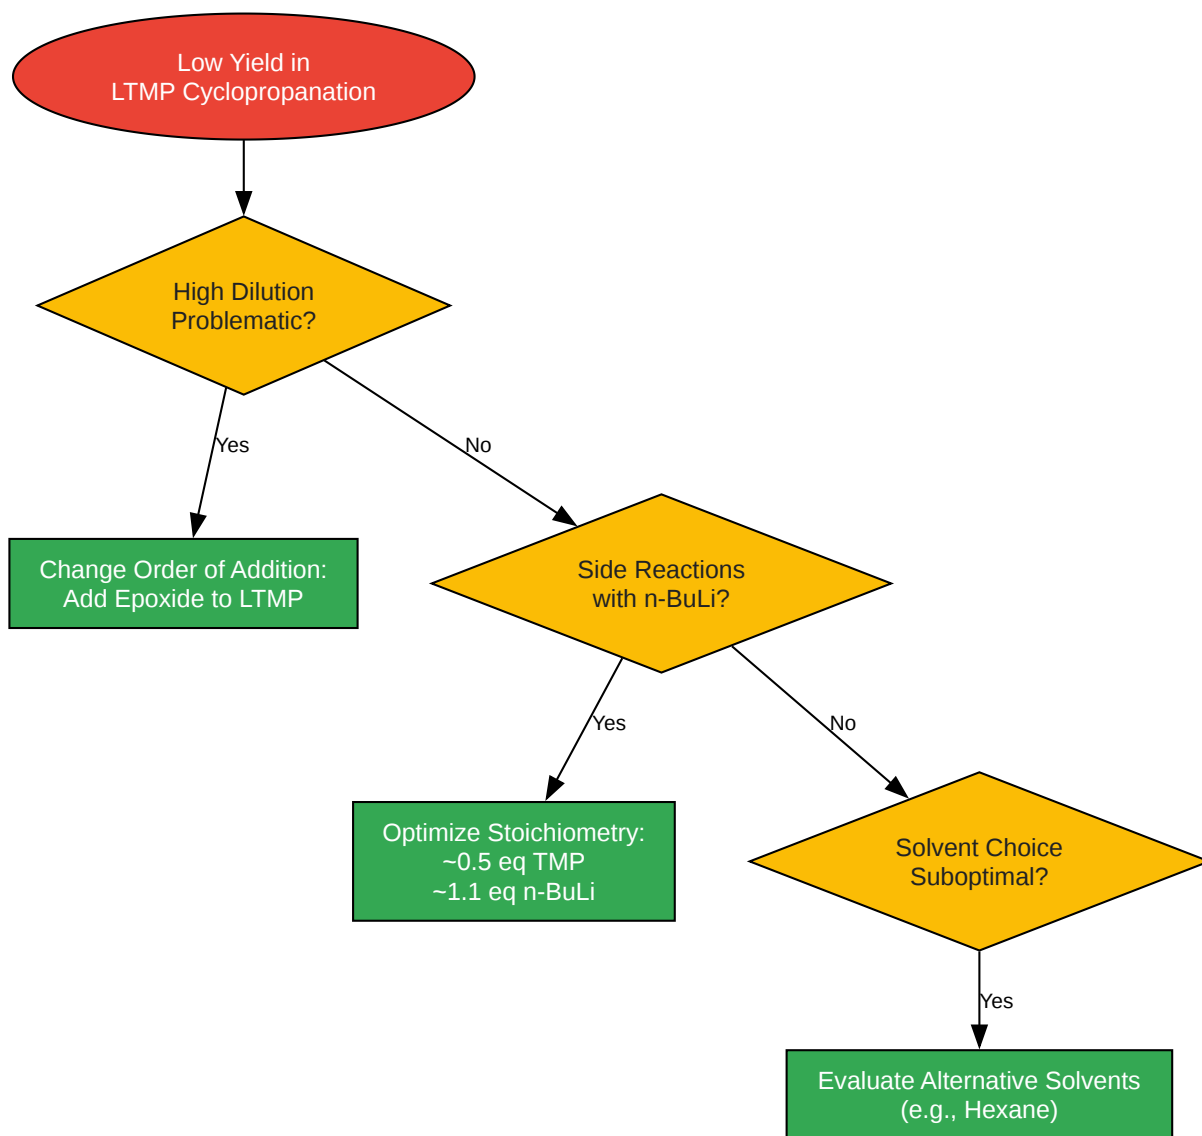 Low Yield in
LTMP Cyclopropanation
High Dilution
Problematic?
Yes
No
Change Order of Addition:
Add Epoxide to LTMP
Side Reactions
with n-BuLi?
Yes
No
Optimize Stoichiometry:
~0.5 eq TMP
~1.1 eq n-BuLi
Solvent Choice
Suboptimal?
Yes
Evaluate Alternative Solvents
(e.g., Hexane)